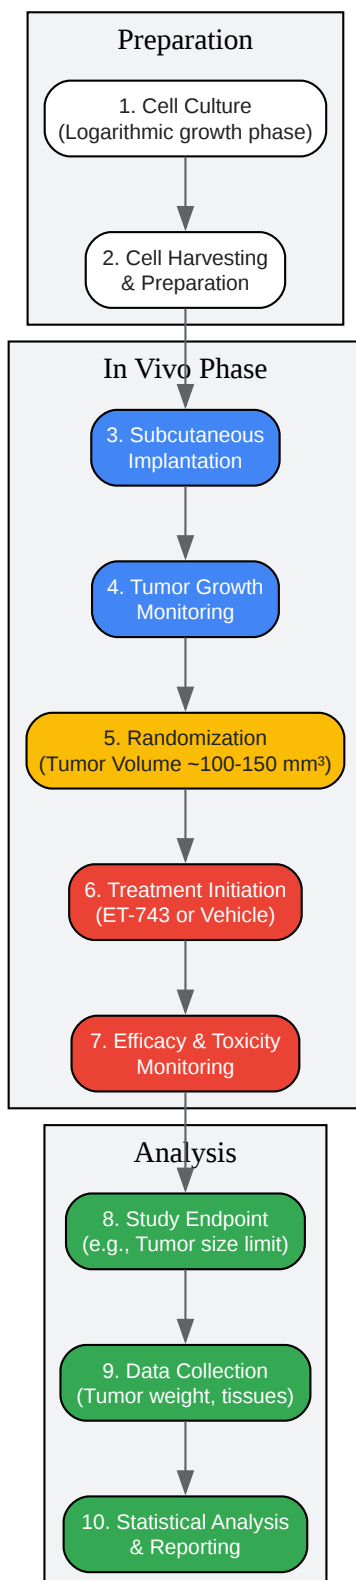 Preparation
1. Cell Culture
(Logarithmic growth phase)
2. Cell Harvesting
& Preparation
In Vivo Phase
3. Subcutaneous
Implantation
4. Tumor Growth
Monitoring
5. Randomization
(Tumor Volume ~100-150 mm³)
6. Treatment Initiation
(ET-743 or Vehicle)
7. Efficacy & Toxicity
Monitoring
Analysis
8. Study Endpoint
(e.g., Tumor size limit)
9. Data Collection
(Tumor weight, tissues)
10. Statistical Analysis
& Reporting